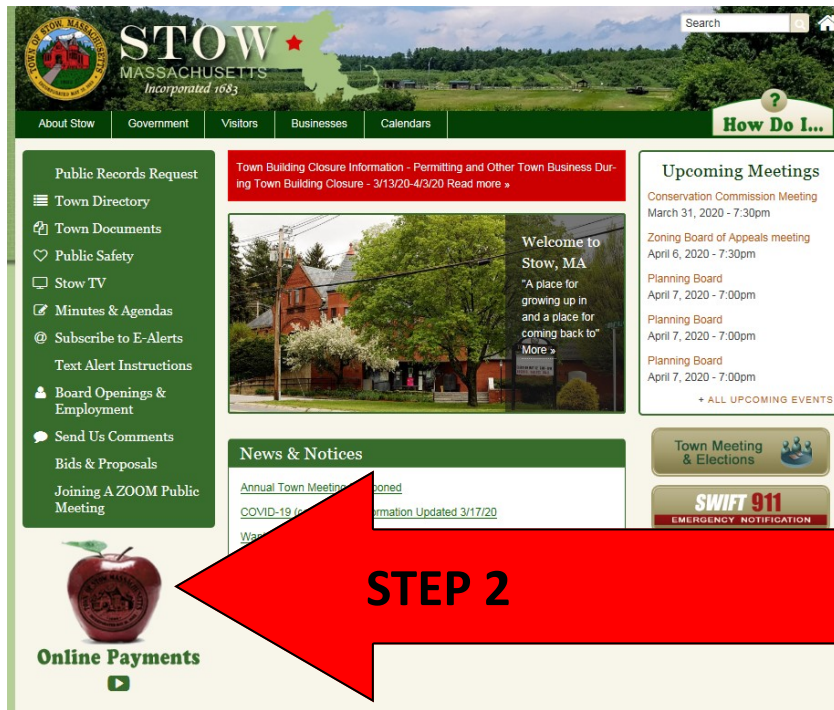 Search
STOW
MASSACHUSETTS
Incorporated 1683
?
How Do I...
About Stow
Government
Visitors
Businesses
Calendars
Public Records Request
Town Directory
Town Documents
Public Safety
Stow TV
Minutes & Agendas
@ Subscribe to E-Alerts
Text Alert Instructions
Board Openings &
Employment
Send Us Comments
Bids & Proposals
Joining A ZOOM Public
Meeting
Online Payments
Town Building Closure Information - Permitting and Other Town Business Dur-
ing Town Building Closure - 3/13/20-4/3/20 Read more »
Welcome to
Stow, MA
"A place for
growing up in
and a place for
coming back to"
More »
News & Notices
Annual Town Meeting
COVID-19 Updated 3/17/20
STEP 2
Upcoming Meetings
Conservation Commission Meeting
March 31, 2020 - 7:30pm
Zoning Board of Appeals meeting
April 6, 2020 - 7:30pm
Planning Board
April 7, 2020 - 7:00pm
Planning Board
April 7, 2020 - 7:00pm
Planning Board
April 7, 2020 - 7:00pm
+ ALL UPCOMING EVENTS
Town Meeting
& Elections
SWIFT 911
EMERGENCY NOTIFICATION